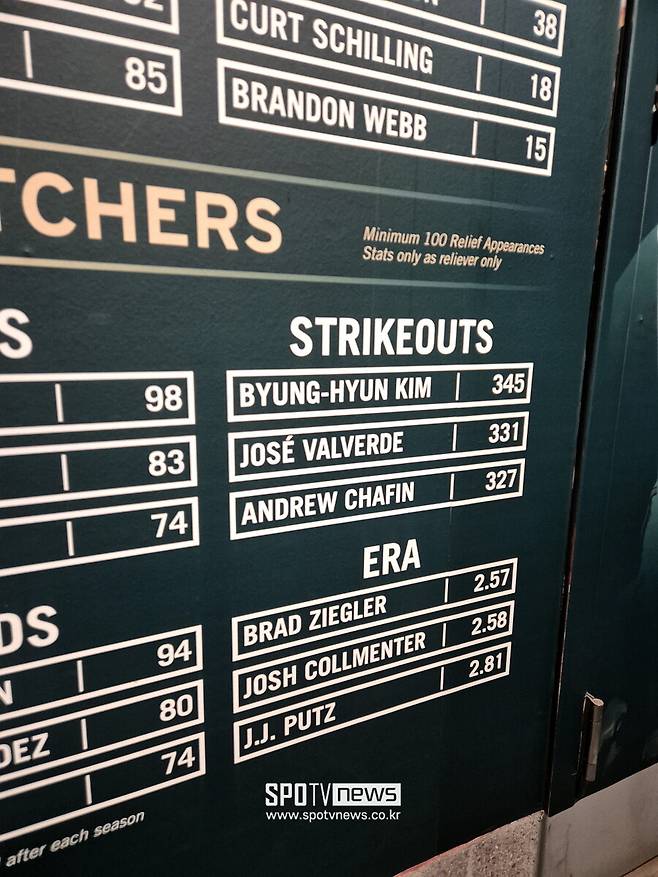 38
CURT SCHILLING 18
85
BRANDON WEBB 15
TCHERS
Minimum 100 Relief Appearances
Stats only as reliever only
S
98
83
74
STRIKEOUTS
BYUNG-HYUN KIM 345
JOSÉ VALVERDE 331
ANDREW CHAFIN 327
DS
N 94
DEZ 80
74
after each season
ERA
BRAD ZIEGLER 2.57
JOSH COLLMENTER 2.58
J.J. PUTZ 2.81
SPOTVNEWS
www.spotvnews.co.kr